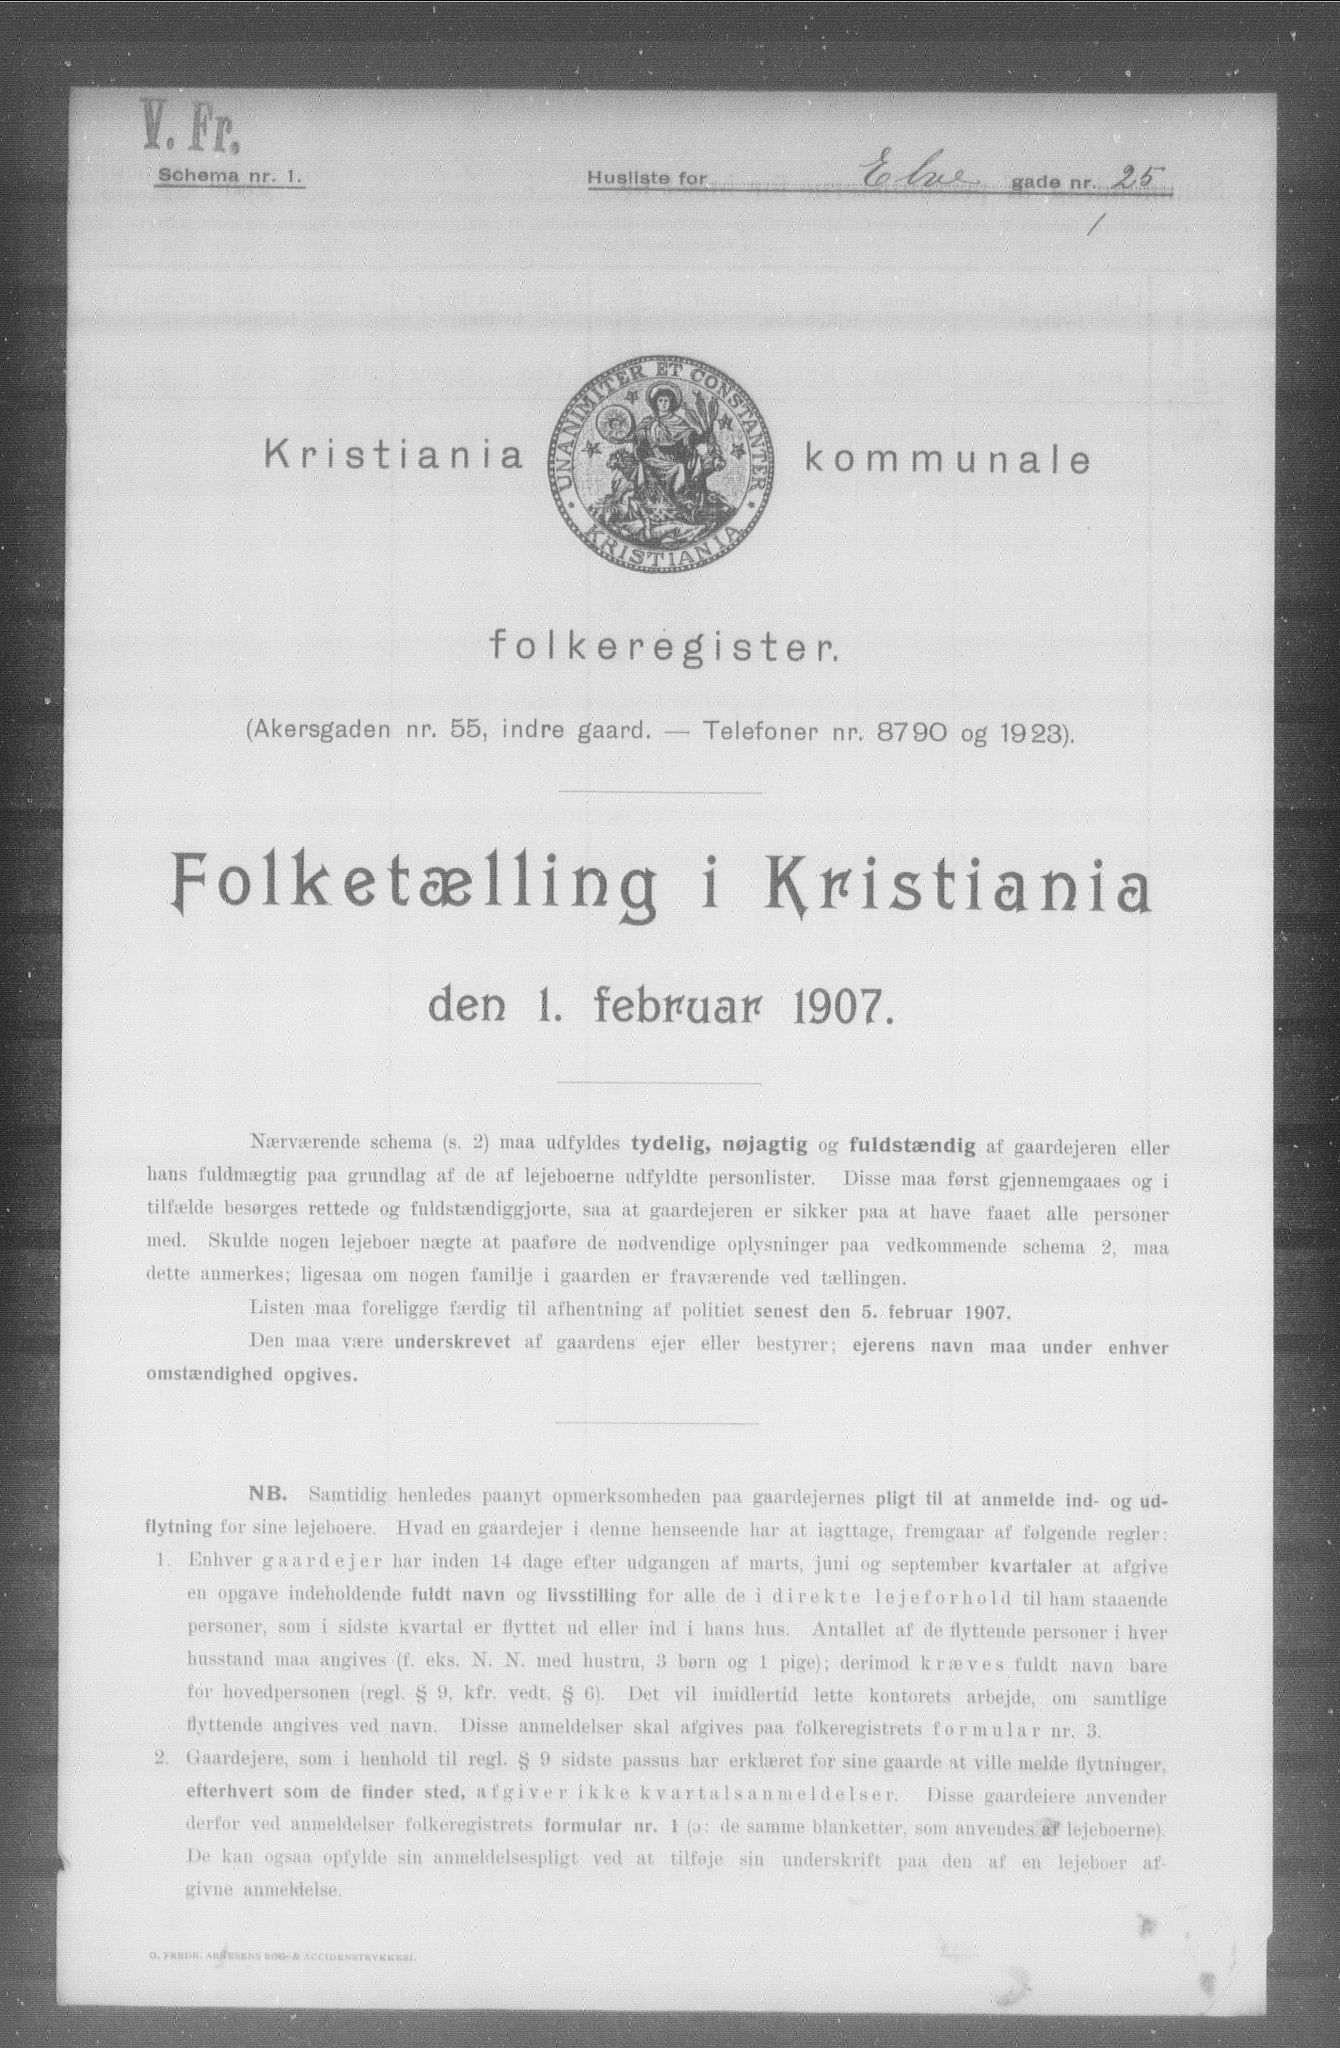 V. Fr.
Schema nr. 1.
Husliste for Elve gade nr. 25
/
UNANIMITER ET CONSTANTER
KRISTIANIA
Kristiania kommunale
folkeregister.
(Akersgaden nr. 55, indre gaard. — Telefoner nr. 8790 og 1923).
Folketælling i Kristiania
den 1. februar 1907.
Nærværende schema (s. 2) maa udfyldes tydelig, nøjagtig og fuldstændig af gaardejeren eller
hans fuldmægtig paa grundlag af de af lejeboerne udfyldte personlister. Disse maa først gjennemgaaes og i
tilfælde besørges rettede og fuldstændiggjorte, saa at gaardejeren er sikker paa at have faaet alle personer
med. Skulde nogen lejeboer nægte at paaføre de nødvendige oplysninger paa vedkommende schema 2, maa
dette anmerkes; ligesaa om nogen familje i gaarden er fraværende ved tællingen.
Listen maa foreligge færdig til afhentning af politiet senest den 5. februar 1907.
Den maa være underskrevet af gaardens ejer eller bestyrer; ejerens navn maa under enhver
omstændighed opgives.
NB. Samtidig henledes paanyt opmerksomheden paa gaardejernes pligt til at anmelde ind- og ud-
flytning for sine lejeboere. Hvad en gaardejer i denne henseende har at iagttage, fremgaar af følgende regler:
1. Enhver gaardejer har inden 14 dage efter udgangen af marts, juni og september kvartaler at afgive
en opgave indeholdende fuldt navn og livsstilling for alle de i direkte lejeforhold til ham staaende
personer, som i sidste kvartal er flyttet ud eller ind i hans hus. Antallet af de flyttende personer i hver
husstand maa angives (f. eks. N. N. med hustru, 3 børn og 1 pige); derimod kræves fuldt navn bare
for hovedpersonen (regl. § 9, kfr. vedt. § 6). Det vil imidlertid lette kontorets arbejde, om samtlige
flyttende angives ved navn. Disse anmeldelser skal afgives paa folkeregistrets formular nr. 3.
2. Gaardejere, som i henhold til regl. § 9 sidste passus har erklæret for sine gaarde at ville melde flytninger,
efterhvert som de finder sted, afgiver ikke kvartalsanmeldelser. Disse gaardeiere anvender
derfor ved anmeldelser folkeregistrets formular nr. 1 (ɔ: de samme blanketter, som anvendes af lejeboerne).
De kan ogsaa opfylde sin anmeldelsespligt ved at tilføje sin underskrift paa den af en lejeboer af-
givne anmeldelse.
O. FREDR. ARNESENS BOG- & ACCIDENSTRYKKERI.